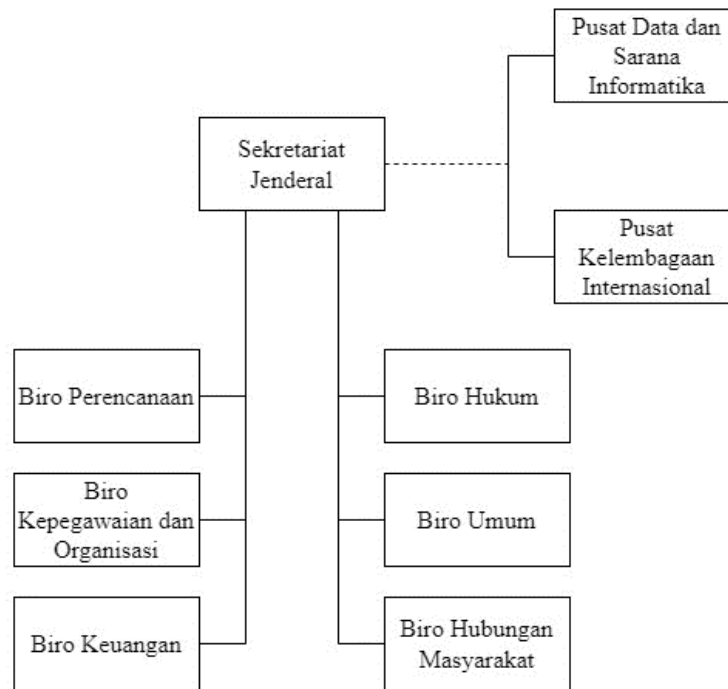 Pusat Data dan
Sarana
Informatika
Sekretariat
Jenderal
Pusat
Kelembagaan
Internasional
Biro Perencanaan
Biro Hukum
Biro
Kepegawaian dan
Organisasi
Biro Umum
Biro Keuangan
Biro Hubungan
Masyarakat